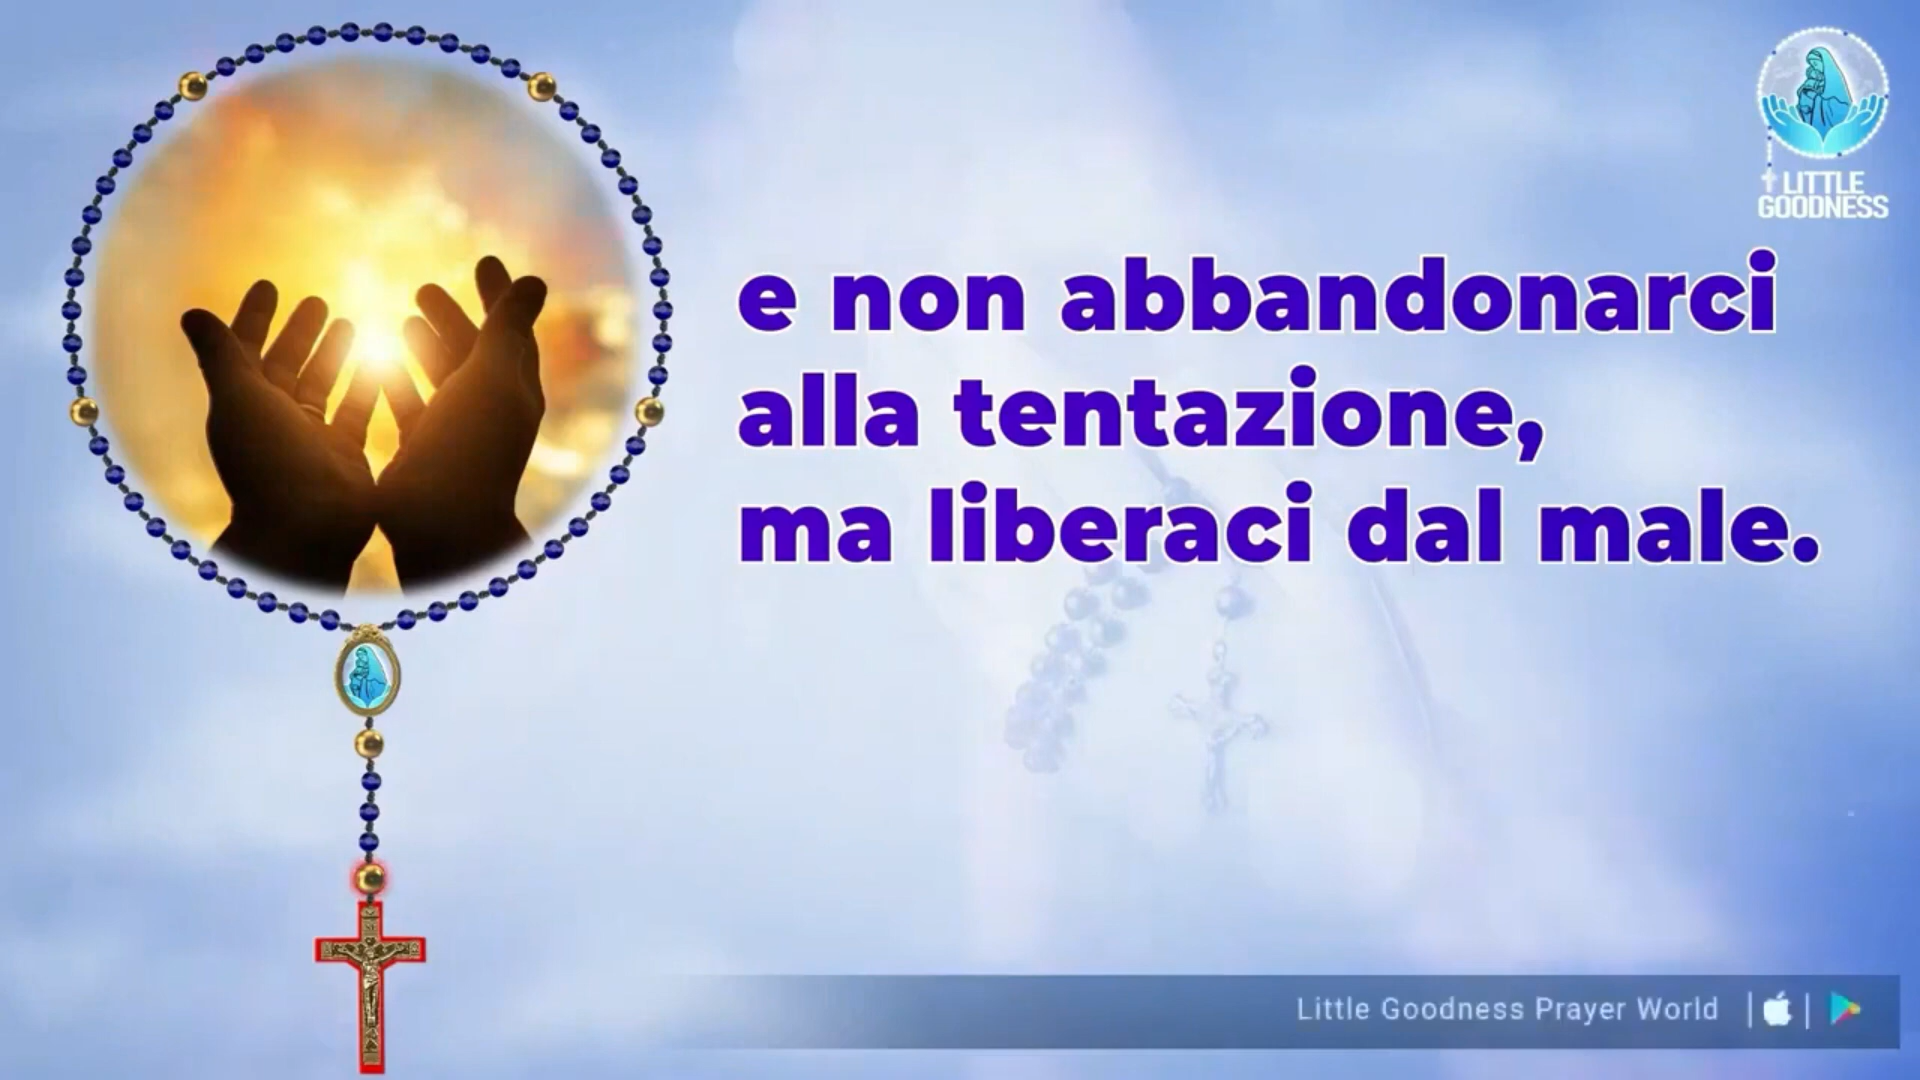 LITTLE
GOODNESS
e non abbandonarci
alla tentazione,
ma liberaci dal male.
Little Goodness Prayer World